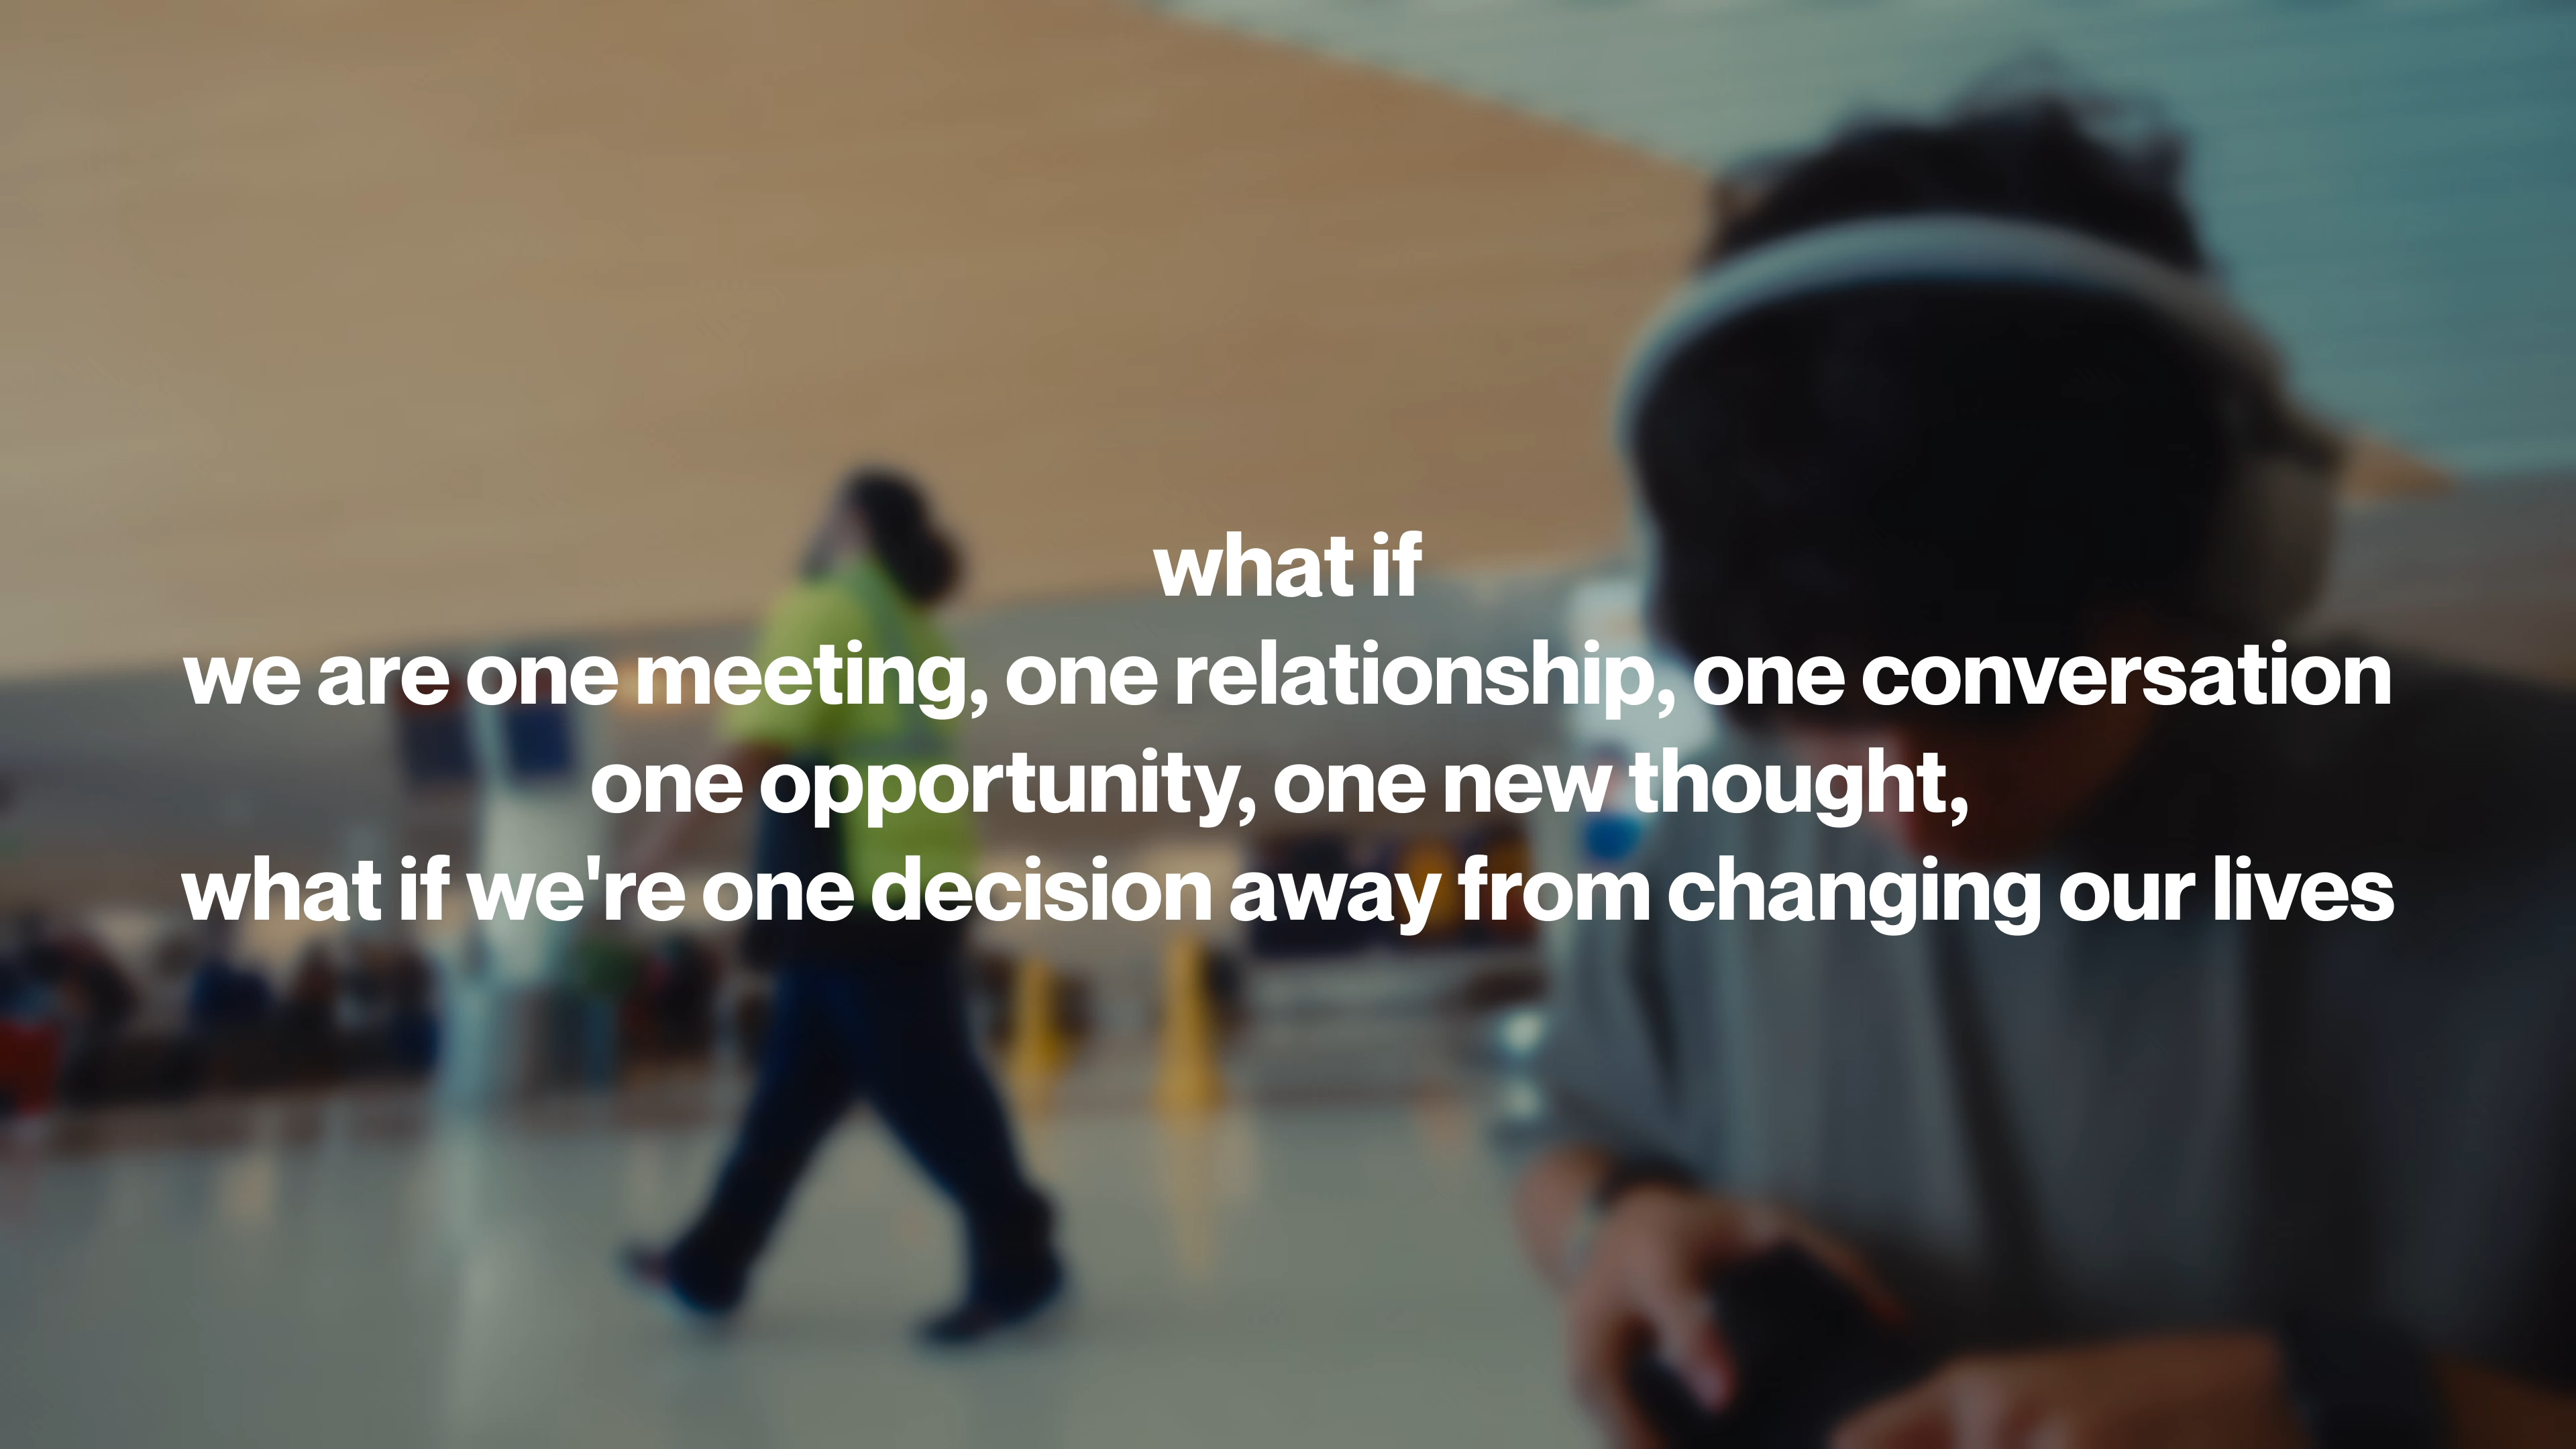 what if
we are one meeting, one relationship, one conversation
one opportunity, one new thought,
what if we're one decision away from changing our lives